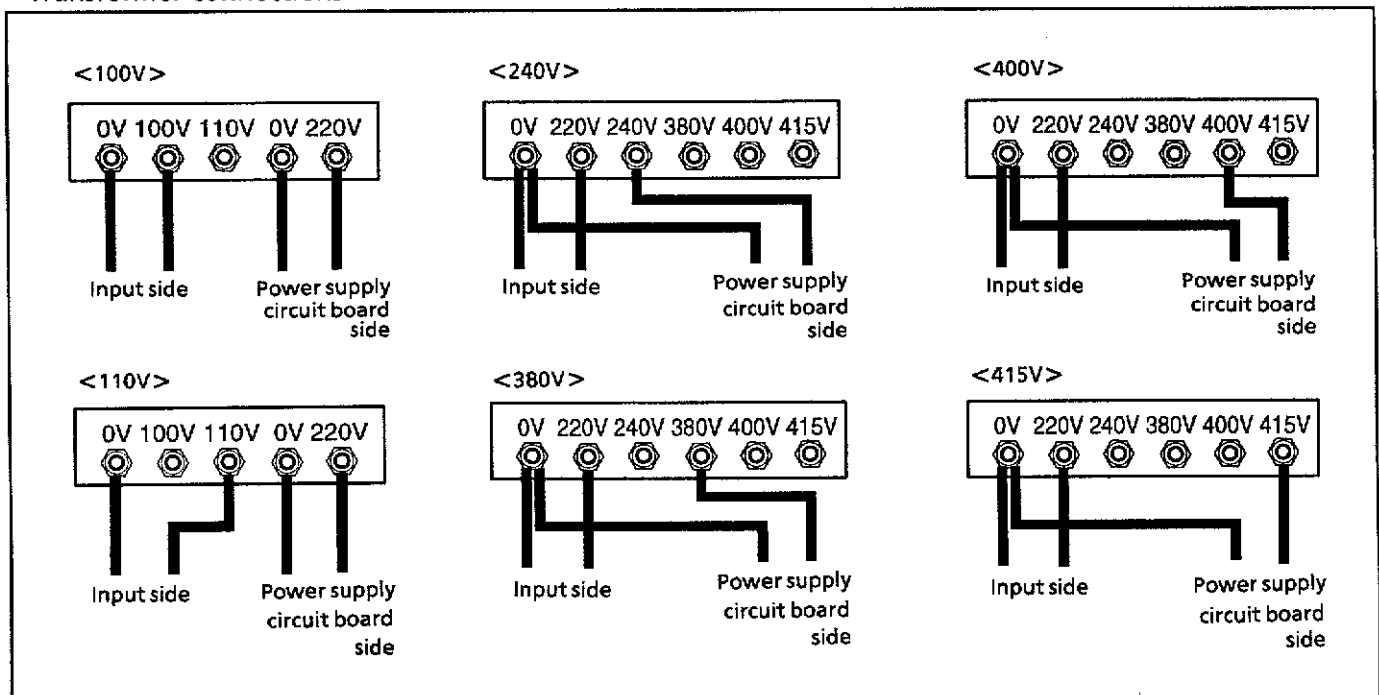 <100V>
0V 100V 110V 0V 220V
Input side
Power supply
circuit board
side
<240V>
0V 220V 240V 380V 400V 415V
Input side
Power supply
circuit board
side
<400V>
0V 220V 240V 380V 400V 415V
Input side
Power supply
circuit board
side
<110V>
0V 100V 110V 0V 220V
Input side
Power supply
circuit board
side
<380V>
0V 220V 240V 380V 400V 415V
Input side
Power supply
circuit board
side
<415V>
0V 220V 240V 380V 400V 415V
Input side
Power supply
circuit board
side